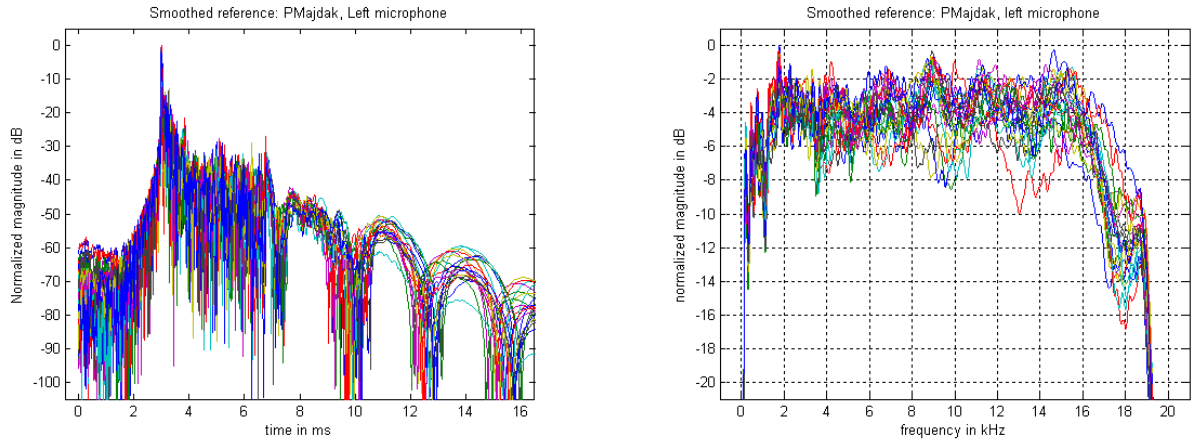 Smoothed reference: PMajdak, Left microphone
Normalized magnitude in dB
0
-10
-20
-30
-40
-50
-60
-70
-80
-90
-100
0 2 4 6 8 10 12 14 16
time in ms
Smoothed reference: PMajdak, left microphone
normalized magnitude in dB
0
-2
-4
-6
-8
-10
-12
-14
-16
-18
-20
0 2 4 6 8 10 12 14 16 18 20
frequency in kHz